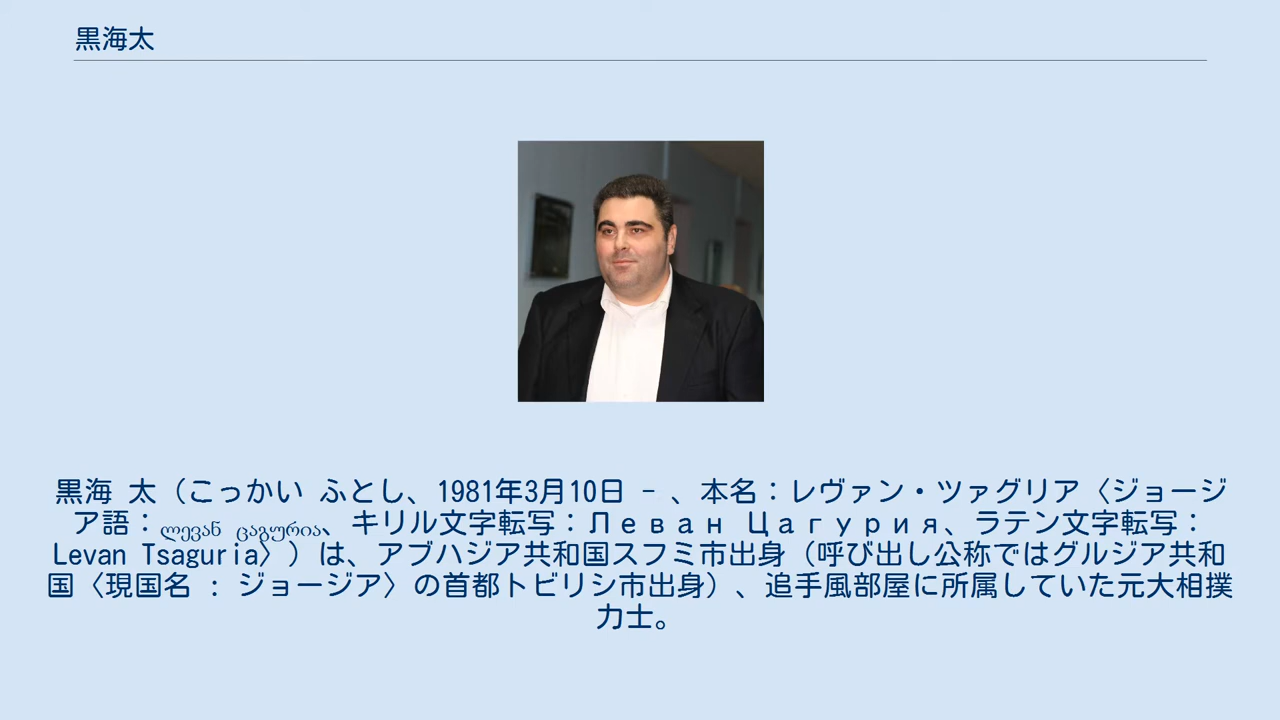 黒海太
黒海 太（こっかい ふとし、1981年3月10日 - 、本名：レヴァン・ツァグリア〈ジョージ
ア語：ლევან ცაგურია、キリル文字転写：Леван Цагурия、ラテン文字転写：
Levan Tsaguria〉）は、アブハジア共和国スフミ市出身（呼び出し公称ではグルジア共和
国〈現国名 : ジョージア〉の首都トビリシ市出身）、追手風部屋に所属していた元大相撲
力士。